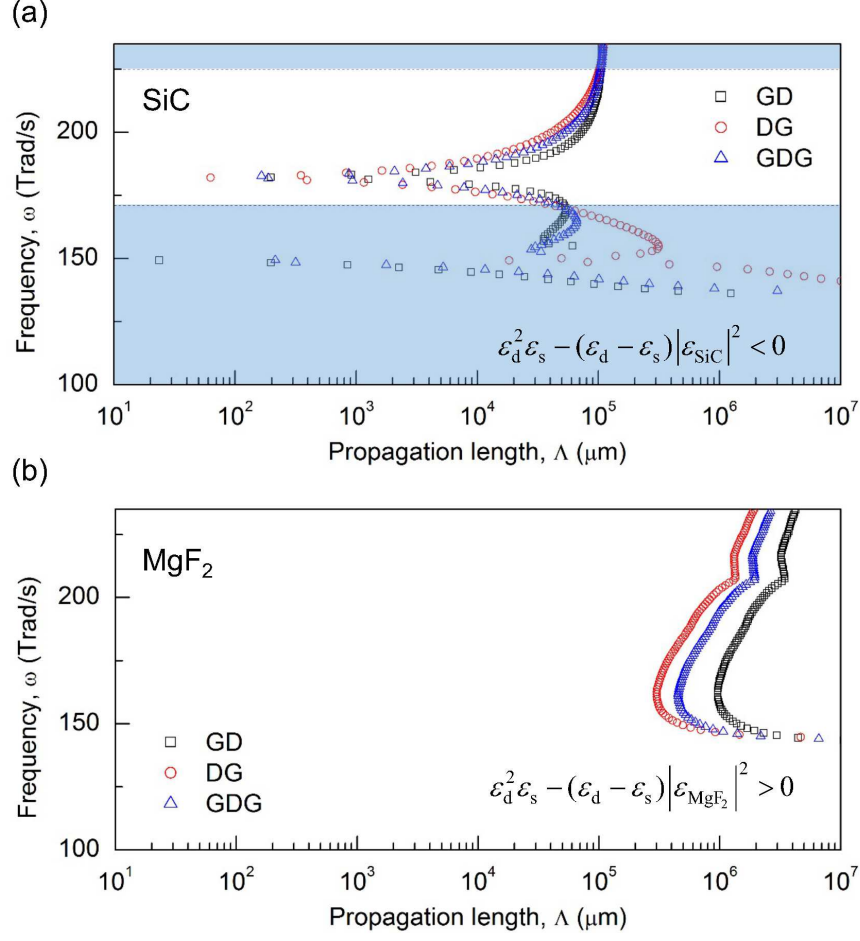 (a)
SiC
GD
DG
GDG
200
150
100
Frequency, ω (Trad/s)
ε_d^2 ε_s − (ε_d − ε_s)|ε_SiC|^2 < 0
10^1 10^2 10^3 10^4 10^5 10^6 10^7
Propagation length, Λ (μm)
(b)
MgF_2
200
150
100
Frequency, ω (Trad/s)
GD
DG
GDG
ε_d^2 ε_s − (ε_d − ε_s)|ε_MgF_2|^2 > 0
10^1 10^2 10^3 10^4 10^5 10^6 10^7
Propagation length, Λ (μm)